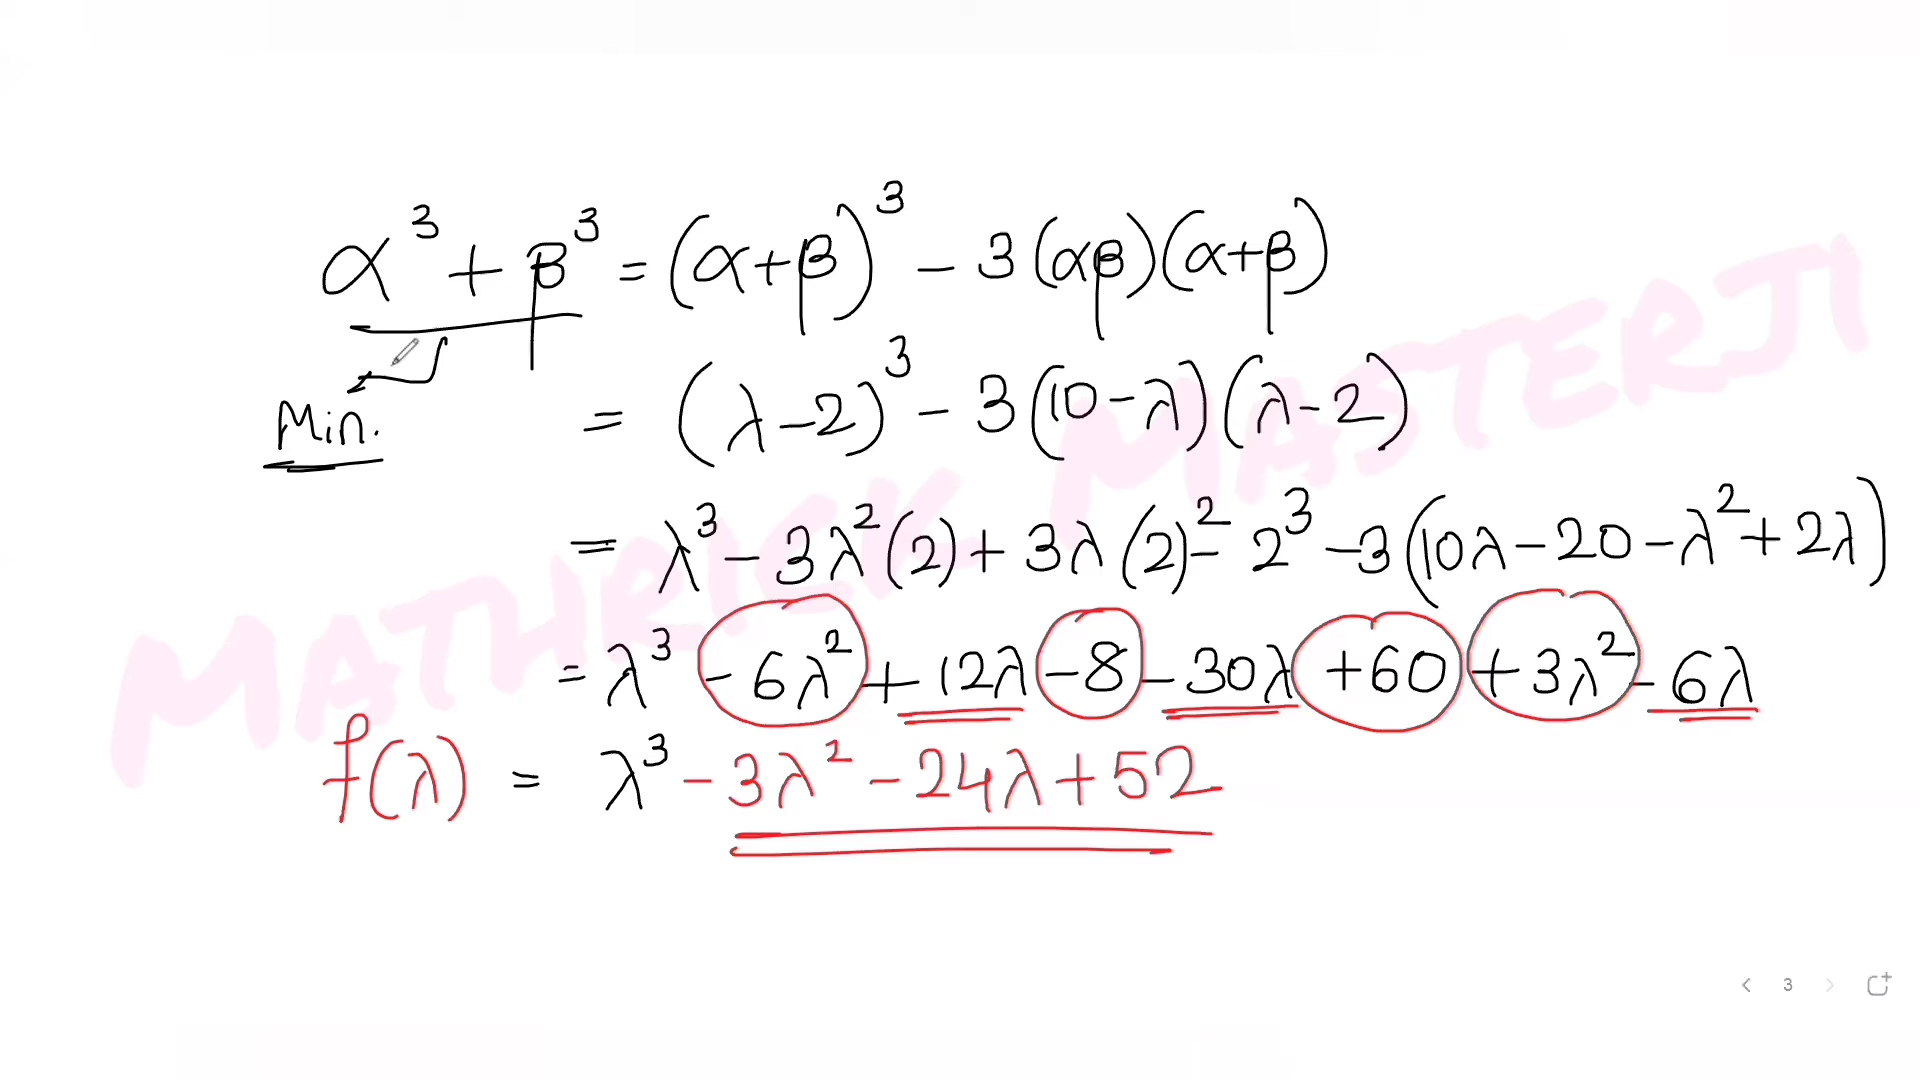 α³ + β³ = (α+β)³ - 3(αβ)(α+β)
Min.
= (λ-2)³ - 3(10-λ)(λ-2)
= λ³ - 3λ²(2) + 3λ(2)² - 2³ - 3(10λ - 20 - λ² + 2λ)
= λ³ - 6λ² + 12λ - 8 - 30λ + 60 + 3λ² - 6λ
f(λ) = λ³ - 3λ² - 24λ + 52
MATHRICK MASTERJI
3